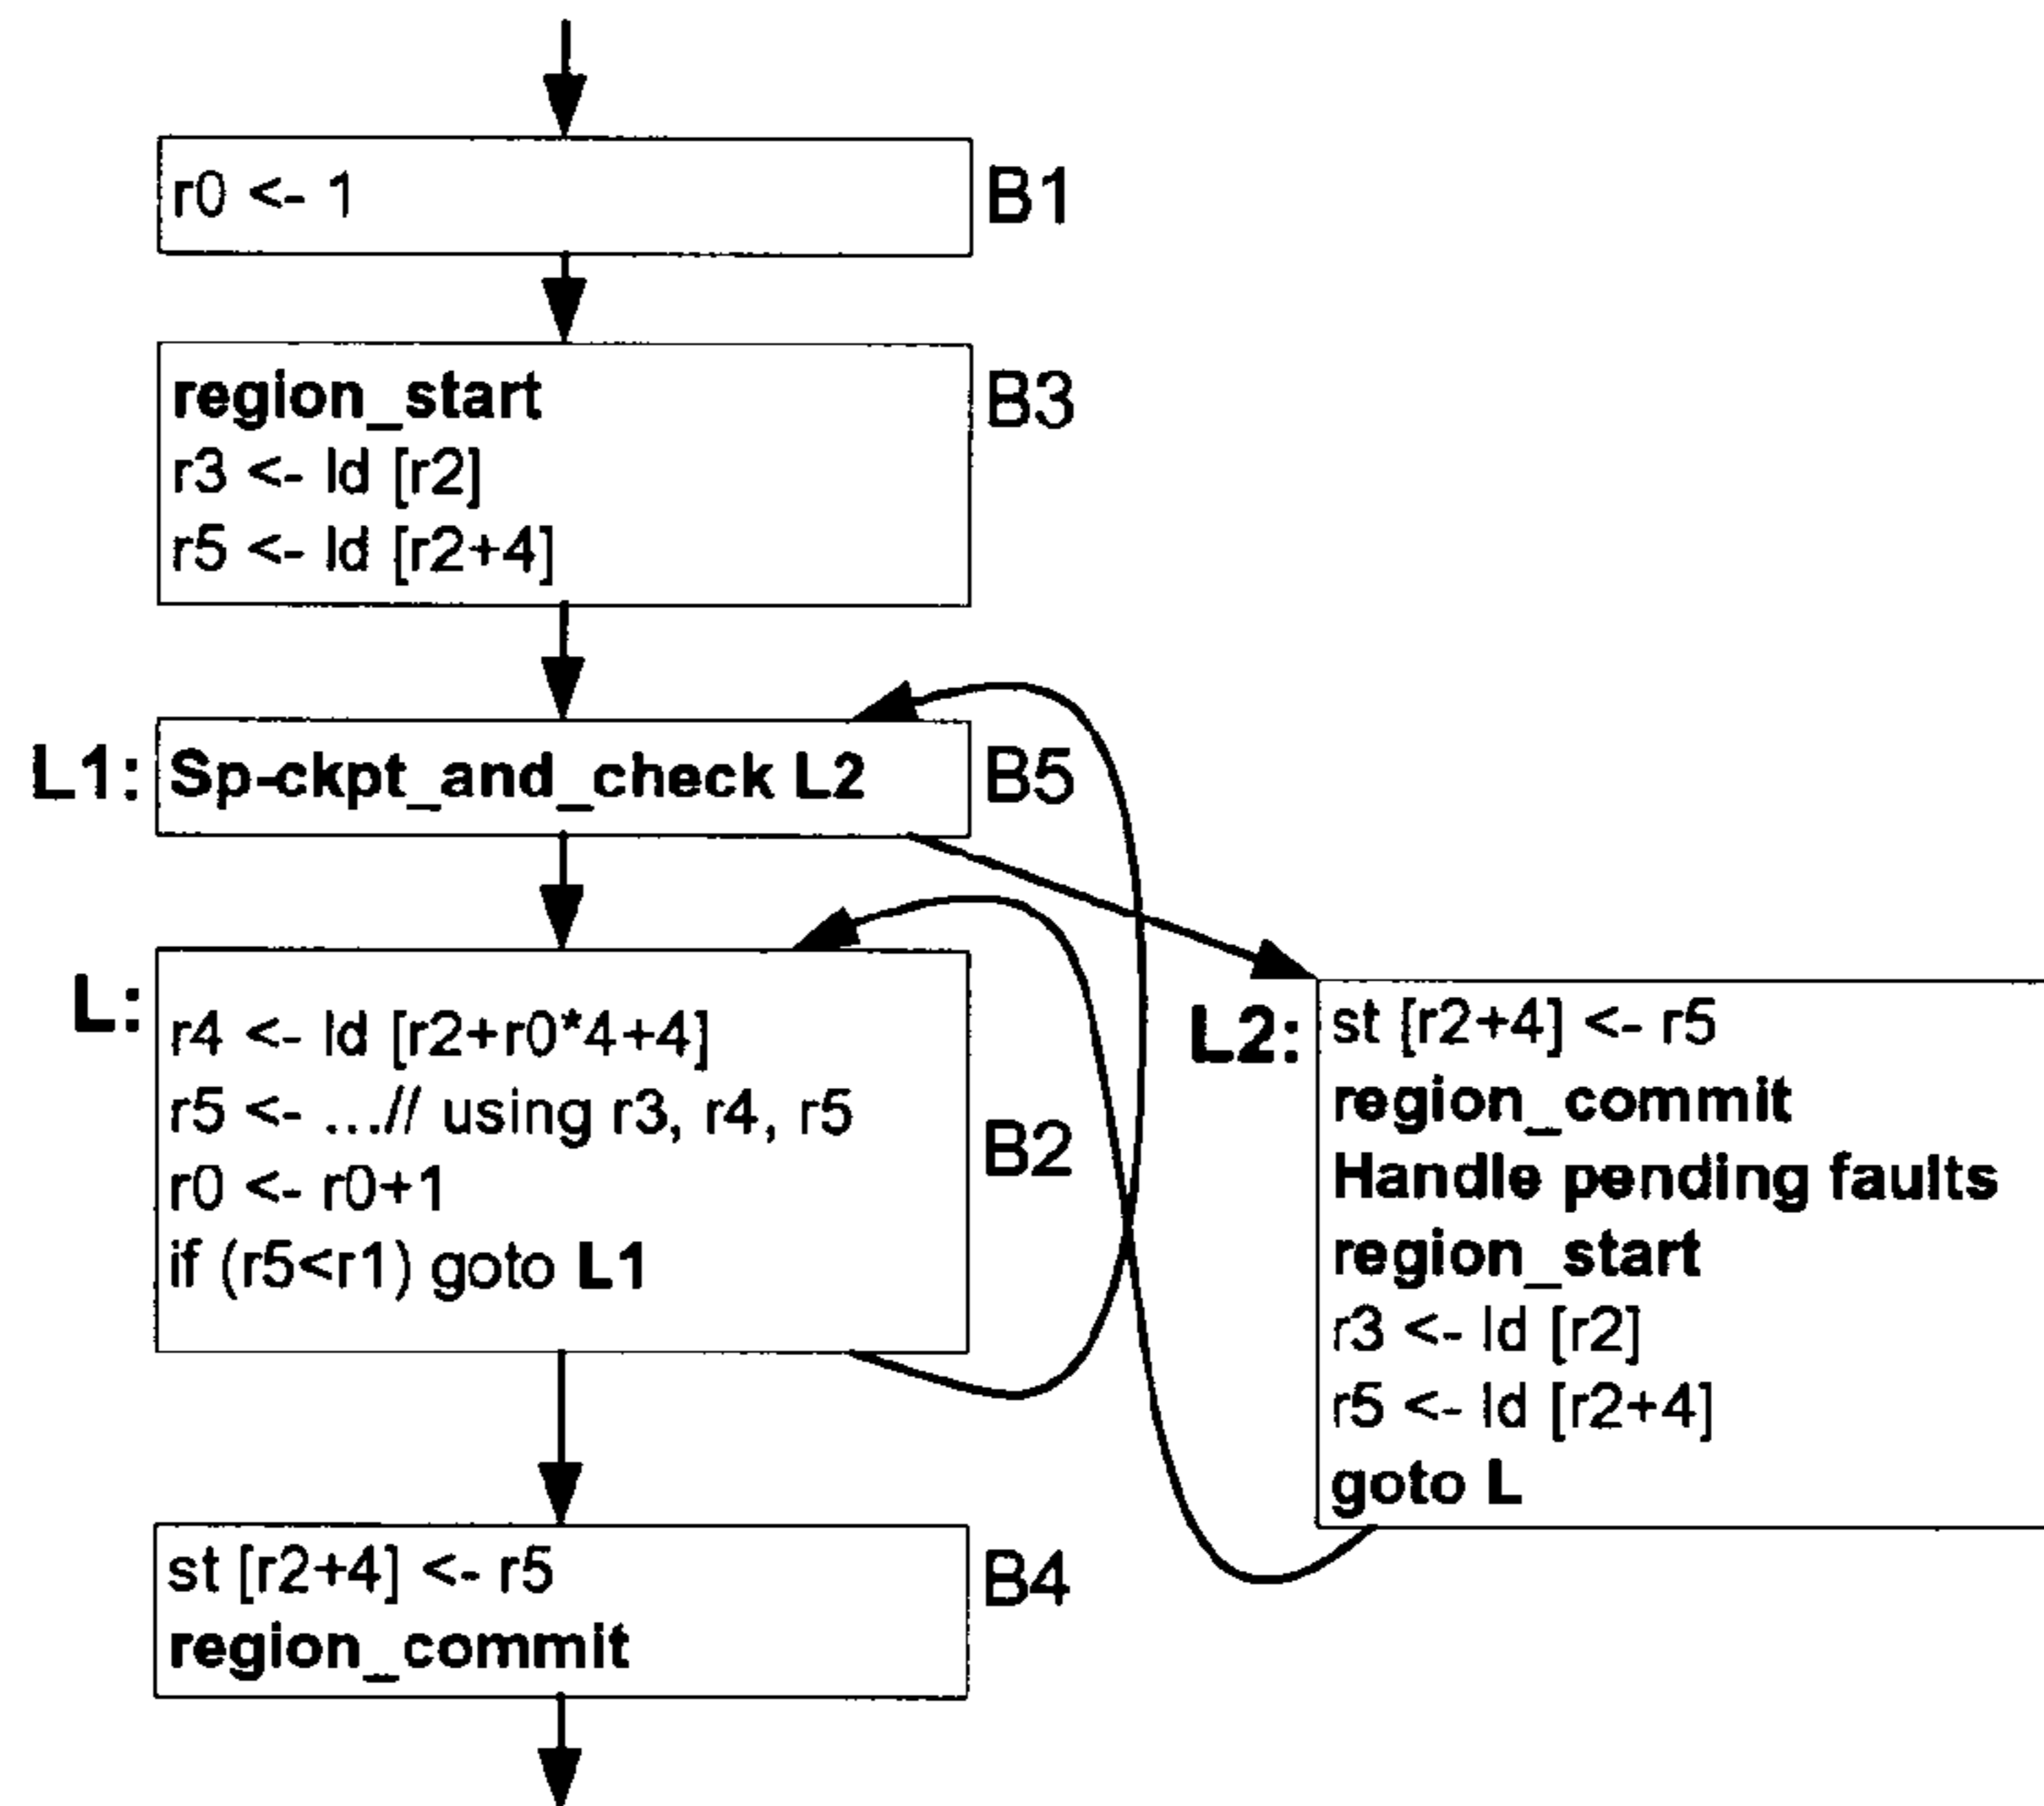 r0 <- 1
B1
region_start
B3
r3 <- ld [r2]
r5 <- ld [r2+4]
L1:
Sp-ckpt_and_check L2
B5
L:
r4 <- ld [r2+r0*4+4]
r5 <- ...// using r3, r4, r5
B2
r0 <- r0+1
if (r5<r1) goto L1
L2:
st [r2+4] <- r5
region_commit
Handle pending faults
region_start
r3 <- ld [r2]
r5 <- ld [r2+4]
goto L
st [r2+4] <- r5
B4
region_commit